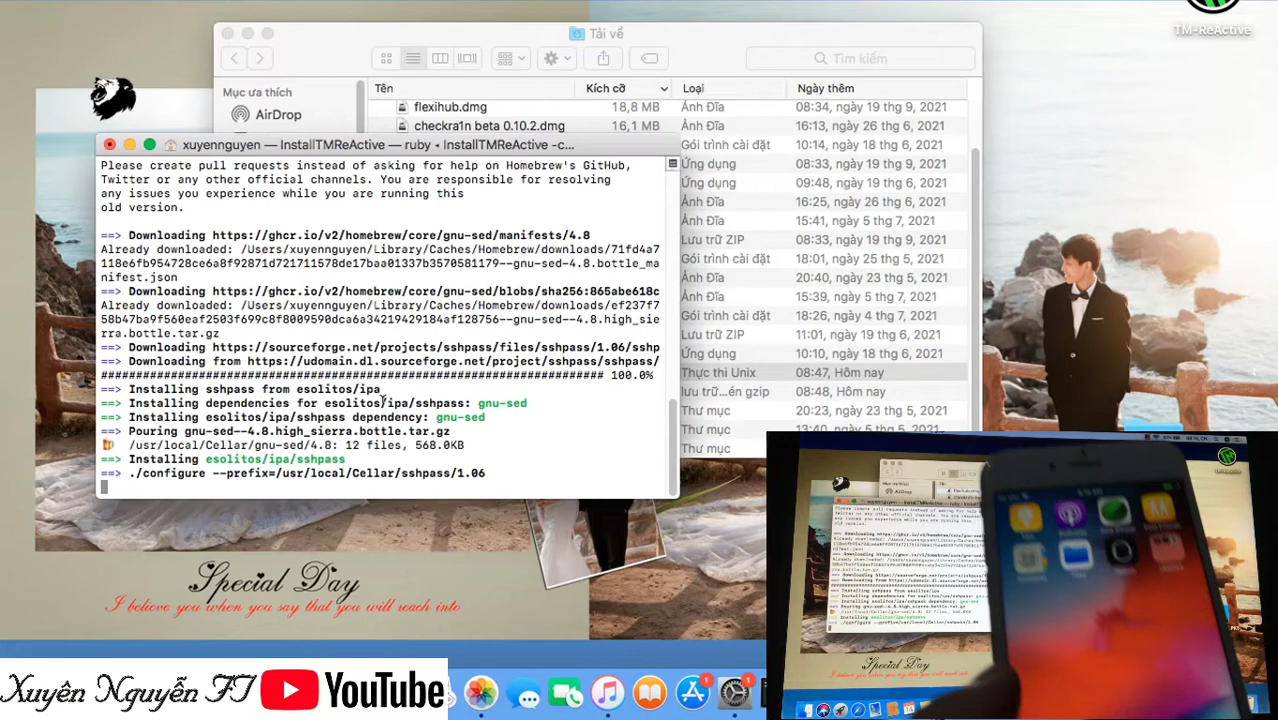 TM-ReActive
Tải về
Tìm kiếm
Mục ưa thích
AirDrop
Tên
Kích cỡ
Loại
Ngày thêm
flexihub.dmg
18,8 MB
Ảnh Đĩa
08:34, ngày 19 thg 9, 2021
checkra1n beta 0.10.2.dmg
16,1 MB
Ảnh Đĩa
16:13, ngày 26 thg 6, 2021
Gói trình cài đặt
10:14, ngày 18 thg 6, 2021
Ứng dụng
23, ngày 26 thg 6, 2021
Ứng dụng
09:48, ngày 19 thg 6, 2021
Ảnh Đĩa
16:25, ngày 26 thg 6, 2021
Ảnh Đĩa
15:41, ngày 5 thg 7, 2021
Lưu trữ ZIP
08:33, ngày 19 thg 9, 2021
Gói trình cài đặt
18:01, ngày 25 thg 5, 2021
Ảnh Đĩa
20:40, ngày 23 thg 5, 2021
Ảnh Đĩa
15:39, ngày 5 thg 7, 2021
Gói trình cài đặt
18:26, ngày 4 thg 7, 2021
Lưu trữ ZIP
11:01, ngày 19 thg 9, 2021
Ứng dụng
10:10, ngày 18 thg 6, 2021
Thực thi Unix
08:47, Hôm nay
lưu trữ...én gzip
08:48, Hôm nay
Thư mục
20:23, ngày 23 thg 5, 2021
Thư mục
Thư mục
xuyennguyen — InstallTMReActive — ruby ◂ InstallTMReActive -c...
Please create pull requests instead of asking for help on Homebrew's GitHub,
Twitter or any other official channels. You are responsible for resolving
any issues you experience while you are running this
old version.
==> Downloading https://ghcr.io/v2/homebrew/core/gnu-sed/manifests/4.8
Already downloaded: /Users/xuyennguyen/Library/Caches/Homebrew/downloads/71fd4a7
118e6fb954728ce6a8f92871d721711578de17baa01337b3570581179--gnu-sed-4.8.bottle_ma
nifest.json
==> Downloading https://ghcr.io/v2/homebrew/core/gnu-sed/blobs/sha256:865abe618c
Already downloaded: /Users/xuyennguyen/Library/Caches/Homebrew/downloads/ef237f7
58b47ba9f560eaf2503f699c8f8009590dca6a34219429184af128756--gnu-sed-4.8.high_sie
rra.bottle.tar.gz
==> Downloading https://sourceforge.net/projects/sshpass/files/sshpass/1.06/sshp
==> Downloading from https://udomain.dl.sourceforge.net/project/sshpass/sshpass/
######################################################################## 100.0%
==> Installing sshpass from esolitos/ipa
==> Installing dependencies for esolitos/ipa/sshpass: gnu-sed
==> Installing esolitos/ipa/sshpass dependency: gnu-sed
==> Pouring gnu-sed--4.8.high_sierra.bottle.tar.gz
/usr/local/Cellar/gnu-sed/4.8: 12 files, 568.0KB
==> Installing esolitos/ipa/sshpass
==> ./configure --prefix=/usr/local/Cellar/sshpass/1.06
Special Day
I believe, you when you say that you will reach into
Xuyên Nguyễn FI
YouTube
Special Day